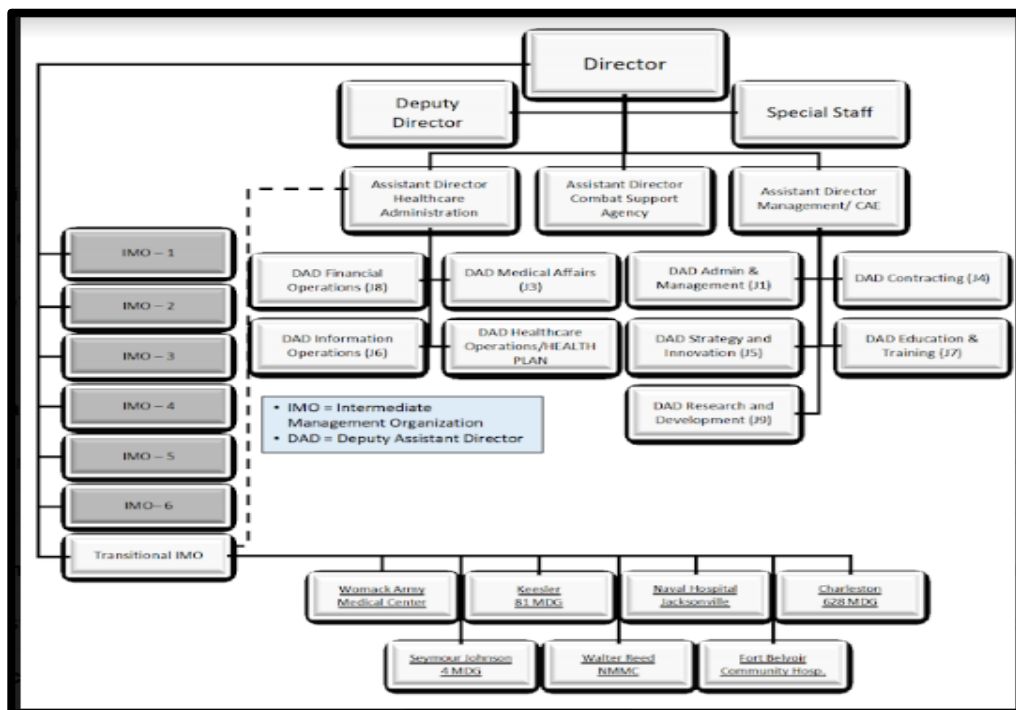 Director
Deputy
Director
Special Staff
Assistant Director
Healthcare
Administration
Assistant Director
Combat Support
Agency
Assistant Director
Management/ CAE
IMO – 1
IMO – 2
IMO – 3
IMO – 4
IMO – 5
IMO– 6
Transitional IMO
DAD Financial
Operations (J8)
DAD Medical Affairs
(J3)
DAD Admin &
Management (J1)
DAD Contracting (J4)
DAD Information
Operations (J6)
DAD Healthcare
Operations/HEALTH
PLAN
DAD Strategy and
Innovation (J5)
DAD Education &
Training (J7)
DAD Research and
Development (J9)
• IMO = Intermediate
Management Organization
• DAD = Deputy Assistant Director
Womack Army
Medical Center
Keesler
81 MDG
Naval Hospital
Jacksonville
Charleston
628 MDG
Seymour Johnson
4 MDG
Walter Reed
NMMC
Fort Belvoir
Community Hosp.